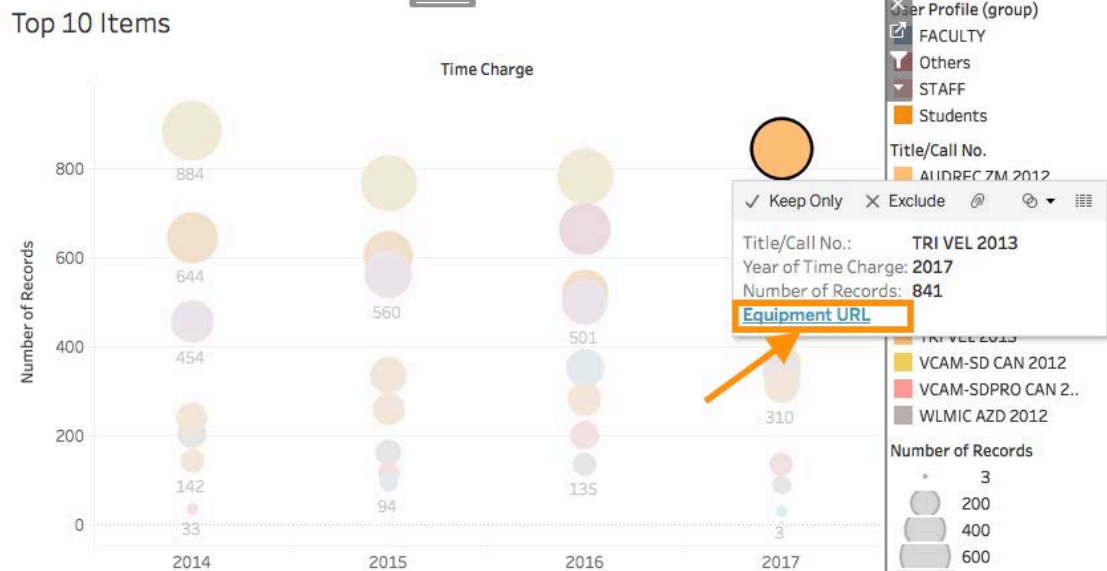 Top 10 Items
Time Charge
Number of Records
800
600
400
200
0
884
644
454
142
33
560
94
501
135
310
3
2014
2015
2016
2017
User Profile (group)
FACULTY
Others
STAFF
Students
Title/Call No.
AUDREC ZM 2012
Keep Only Exclude
Title/Call No.: TRI VEL 2013
Year of Time Charge: 2017
Number of Records: 841
Equipment URL
TRI VEL 2013
VCAM-SD CAN 2012
VCAM-SDPRO CAN 2..
WLMIC AZD 2012
Number of Records
3
200
400
600